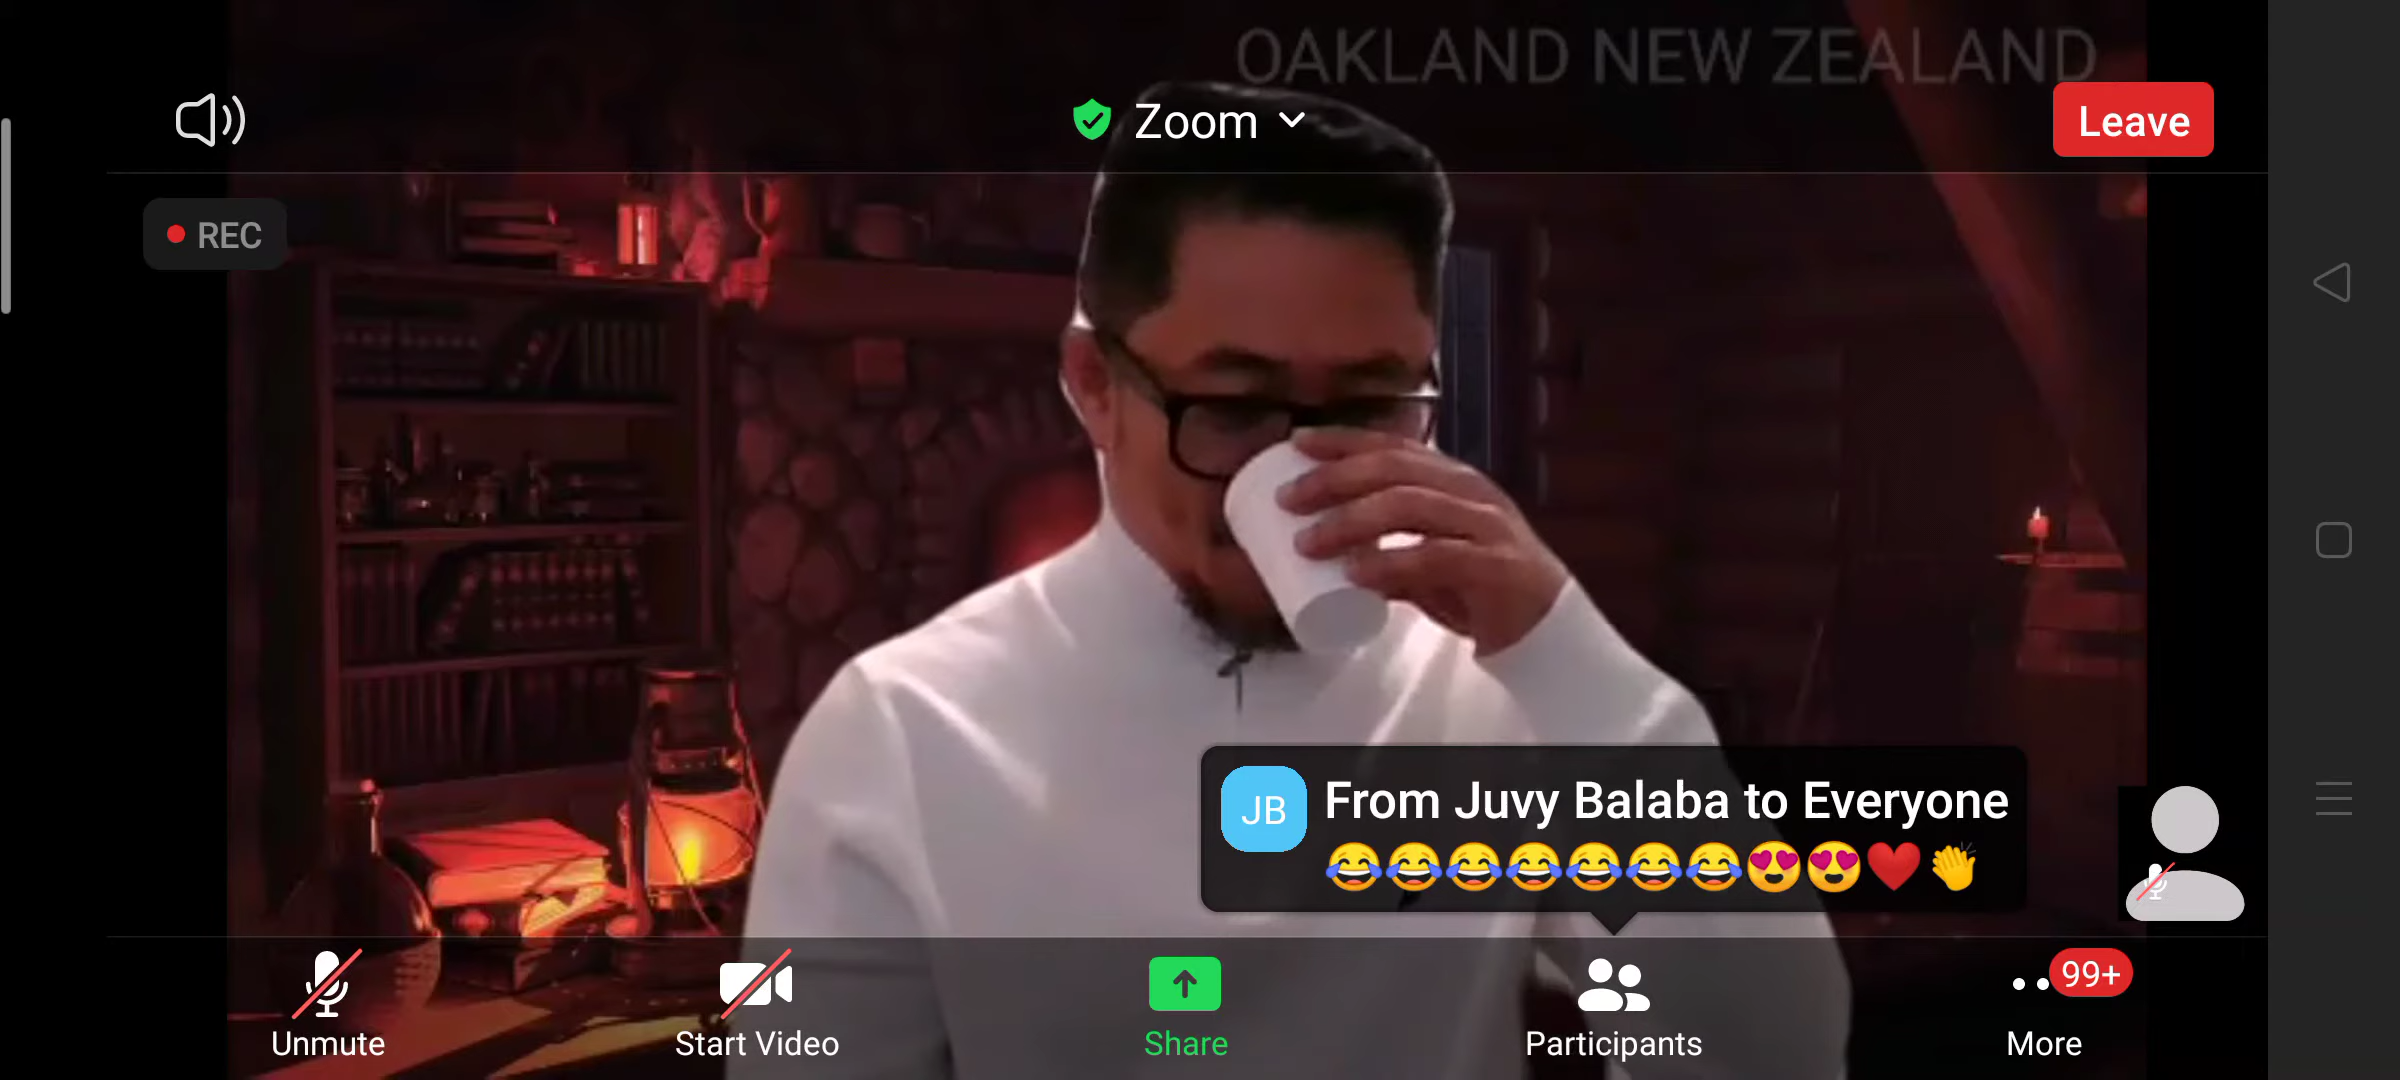 OAKLAND NEW ZEALAND
Zoom
Leave
REC
JB
From Juvy Balaba to Everyone
😂😂😂😂😂😂😂😍😍❤️👏
Unmute
Start Video
Share
Participants
99+
More